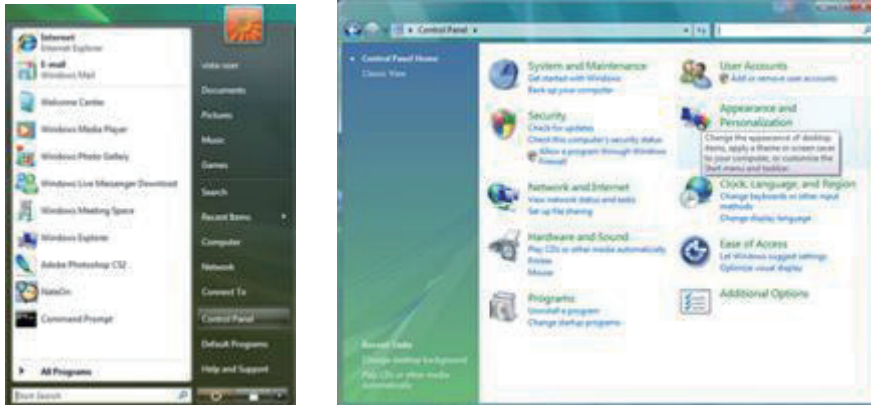 Internet
Internet Explorer
E-mail
Windows Mail
Welcome Center
Windows Media Player
Windows Photo Gallery
Windows Live Messenger Download
Windows Meeting Space
Windows Explorer
Adobe Photoshop CS2
NateOn
Command Prompt
All Programs
Start Search
vista user
Documents
Pictures
Music
Games
Search
Recent Items
Computer
Network
Connect To
Control Panel
Default Programs
Help and Support
Control Panel
Control Panel Home
Classic View
Recent Tasks
Change desktop background
Play CDs or other media
automatically
System and Maintenance
Get started with Windows
Back up your computer
Security
Check for updates
Check this computer's security status
Allow a program through Windows
Firewall
Network and Internet
View network status and tasks
Set up file sharing
Hardware and Sound
Play CDs or other media automatically
Printer
Mouse
Programs
Uninstall a program
Change startup programs
User Accounts
Add or remove user accounts
Appearance and
Personalization
Change the appearance of desktop
items, apply a theme or screen saver
to your computer, or customize the
Start menu and taskbar.
Clock, Language, and Region
Change keyboards or other input
methods
Change display language
Ease of Access
Let Windows suggest settings
Optimize visual display
Additional Options